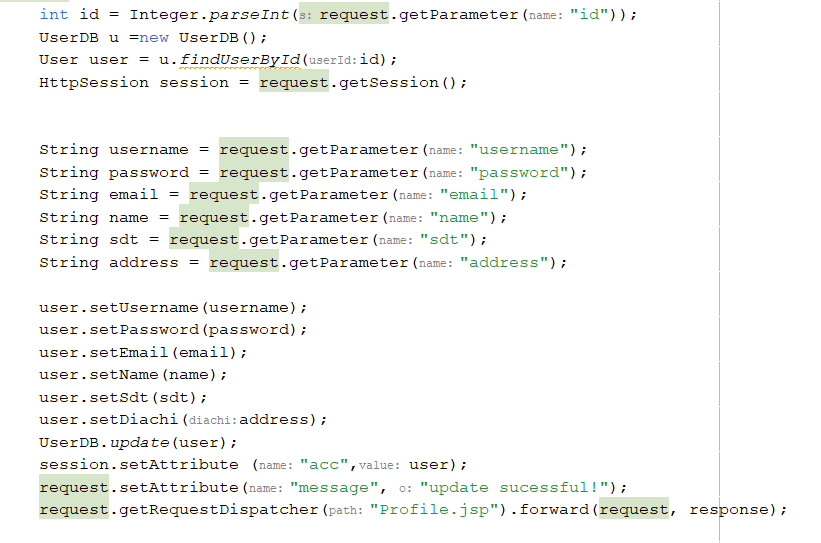 int id = Integer.parseInt( s: request.getParameter( name: "id"));
UserDB u =new UserDB();
User user = u.findUserById( userId: id);
HttpSession session = request.getSession();
String username = request.getParameter( name: "username");
String password = request.getParameter( name: "password");
String email = request.getParameter( name: "email");
String name = request.getParameter( name: "name");
String sdt = request.getParameter( name: "sdt");
String address = request.getParameter( name: "address");
user.setUsername(username);
user.setPassword(password);
user.setEmail(email);
user.setName(name);
user.setSdt(sdt);
user.setDiachi( diachi: address);
UserDB.update(user);
session.setAttribute ( name: "acc", value: user);
request.setAttribute( name: "message", o: "update sucessful!");
request.getRequestDispatcher( path: "Profile.jsp").forward(request, response);